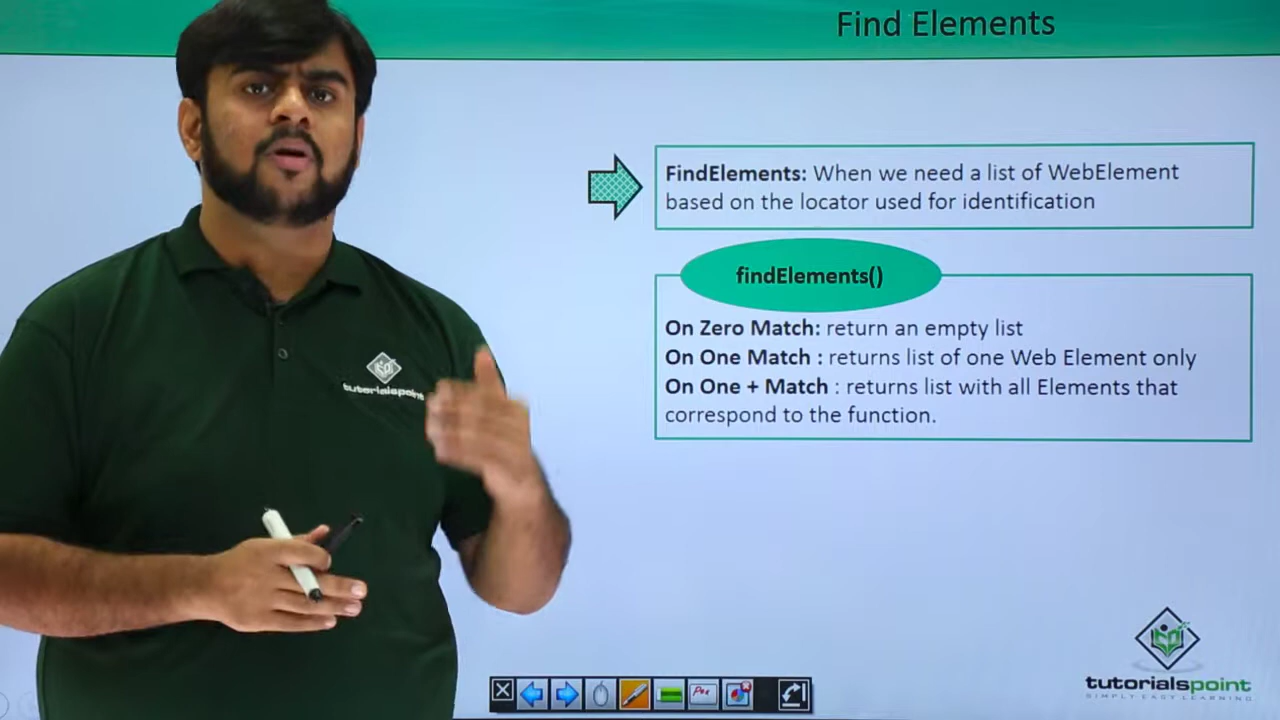 Find Elements
FindElements: When we need a list of WebElement
based on the locator used for identification
findElements()
On Zero Match: return an empty list
On One Match : returns list of one Web Element only
On One + Match : returns list with all Elements that
correspond to the function.
tutorialspoint
Pen
tutorialspoint
SIMPLY EASY LEARNING